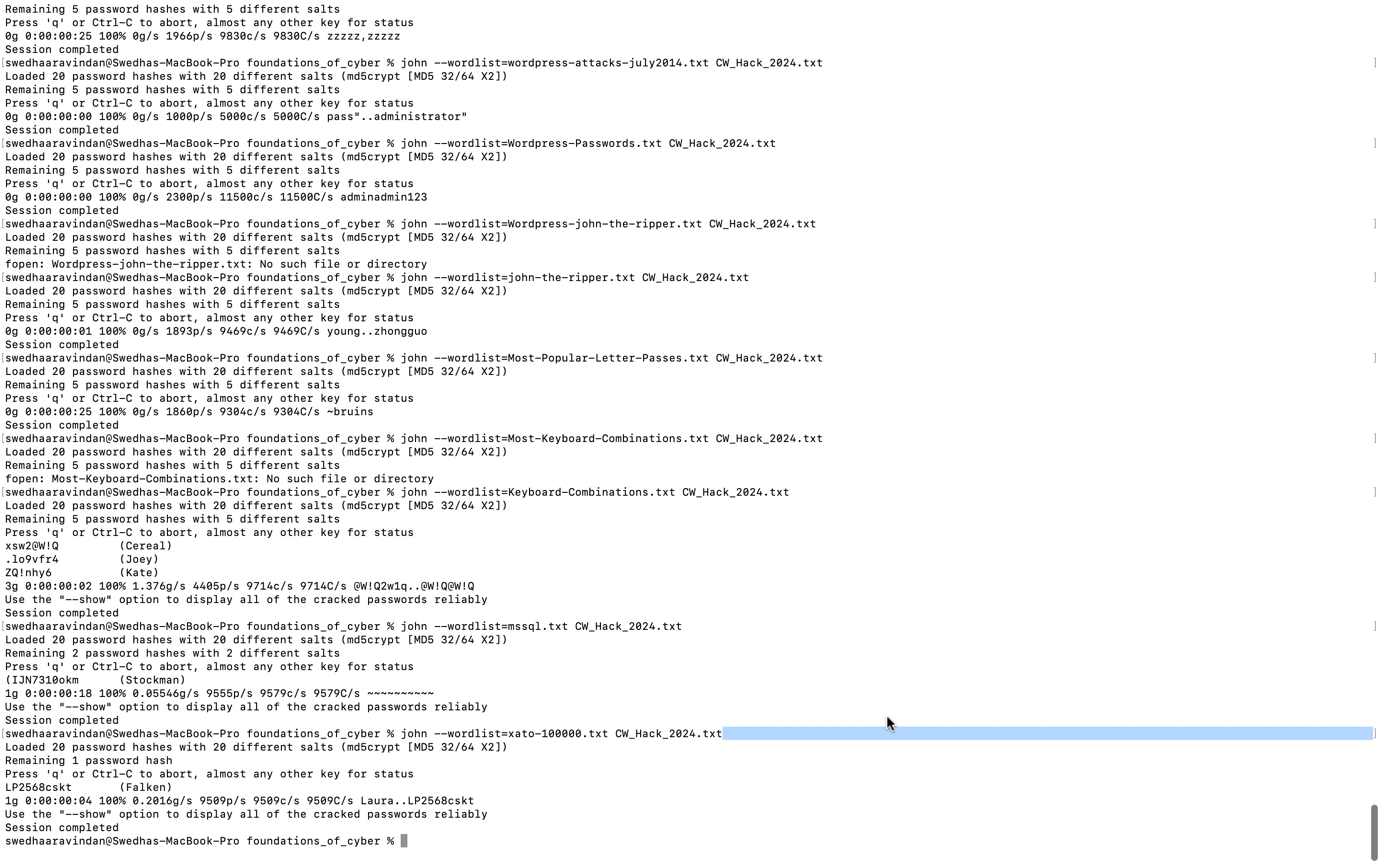 Remaining 5 password hashes with 5 different salts
Press 'q' or Ctrl-C to abort, almost any other key for status
0g 0:00:00:25 100% 0g/s 1966p/s 9830c/s 9830C/s zzzzz,zzzzz
Session completed
[swedhaaravindan@Swedhas-MacBook-Pro foundations_of_cyber % john --wordlist=wordpress-attacks-july2014.txt CW_Hack_2024.txt ]
Loaded 20 password hashes with 20 different salts (md5crypt [MD5 32/64 X2])
Remaining 5 password hashes with 5 different salts
Press 'q' or Ctrl-C to abort, almost any other key for status
0g 0:00:00:00 100% 0g/s 1000p/s 5000c/s 5000C/s pass"..administrator"
Session completed
[swedhaaravindan@Swedhas-MacBook-Pro foundations_of_cyber % john --wordlist=Wordpress-Passwords.txt CW_Hack_2024.txt ]
Loaded 20 password hashes with 20 different salts (md5crypt [MD5 32/64 X2])
Remaining 5 password hashes with 5 different salts
Press 'q' or Ctrl-C to abort, almost any other key for status
0g 0:00:00:00 100% 0g/s 2300p/s 11500c/s 11500C/s adminadmin123
Session completed
[swedhaaravindan@Swedhas-MacBook-Pro foundations_of_cyber % john --wordlist=Wordpress-john-the-ripper.txt CW_Hack_2024.txt ]
Loaded 20 password hashes with 20 different salts (md5crypt [MD5 32/64 X2])
Remaining 5 password hashes with 5 different salts
fopen: Wordpress-john-the-ripper.txt: No such file or directory
[swedhaaravindan@Swedhas-MacBook-Pro foundations_of_cyber % john --wordlist=john-the-ripper.txt CW_Hack_2024.txt ]
Loaded 20 password hashes with 20 different salts (md5crypt [MD5 32/64 X2])
Remaining 5 password hashes with 5 different salts
Press 'q' or Ctrl-C to abort, almost any other key for status
0g 0:00:00:01 100% 0g/s 1893p/s 9469c/s 9469C/s young..zhongguo
Session completed
[swedhaaravindan@Swedhas-MacBook-Pro foundations_of_cyber % john --wordlist=Most-Popular-Letter-Passes.txt CW_Hack_2024.txt ]
Loaded 20 password hashes with 20 different salts (md5crypt [MD5 32/64 X2])
Remaining 5 password hashes with 5 different salts
Press 'q' or Ctrl-C to abort, almost any other key for status
0g 0:00:00:25 100% 0g/s 1860p/s 9304c/s 9304C/s ~bruins
Session completed
[swedhaaravindan@Swedhas-MacBook-Pro foundations_of_cyber % john --wordlist=Most-Keyboard-Combinations.txt CW_Hack_2024.txt ]
Loaded 20 password hashes with 20 different salts (md5crypt [MD5 32/64 X2])
Remaining 5 password hashes with 5 different salts
fopen: Most-Keyboard-Combinations.txt: No such file or directory
[swedhaaravindan@Swedhas-MacBook-Pro foundations_of_cyber % john --wordlist=Keyboard-Combinations.txt CW_Hack_2024.txt ]
Loaded 20 password hashes with 20 different salts (md5crypt [MD5 32/64 X2])
Remaining 5 password hashes with 5 different salts
Press 'q' or Ctrl-C to abort, almost any other key for status
xsw2@W!Q (Cereal)
.lo9vfr4 (Joey)
ZQ!nhy6 (Kate)
3g 0:00:00:02 100% 1.376g/s 4405p/s 9714c/s 9714C/s @W!Q2w1q..@W!Q@W!Q
Use the "--show" option to display all of the cracked passwords reliably
Session completed
[swedhaaravindan@Swedhas-MacBook-Pro foundations_of_cyber % john --wordlist=mssql.txt CW_Hack_2024.txt ]
Loaded 20 password hashes with 20 different salts (md5crypt [MD5 32/64 X2])
Remaining 2 password hashes with 2 different salts
Press 'q' or Ctrl-C to abort, almost any other key for status
(IJN7310okm (Stockman)
1g 0:00:00:18 100% 0.05546g/s 9555p/s 9579c/s 9579C/s ~~~~~~~~~~
Use the "--show" option to display all of the cracked passwords reliably
Session completed
[swedhaaravindan@Swedhas-MacBook-Pro foundations_of_cyber % john --wordlist=xato-100000.txt CW_Hack_2024.txt ]
Loaded 20 password hashes with 20 different salts (md5crypt [MD5 32/64 X2])
Remaining 1 password hash
Press 'q' or Ctrl-C to abort, almost any other key for status
LP2568cskt (Falken)
1g 0:00:00:04 100% 0.2016g/s 9509p/s 9509c/s 9509C/s Laura..LP2568cskt
Use the "--show" option to display all of the cracked passwords reliably
Session completed
swedhaaravindan@Swedhas-MacBook-Pro foundations_of_cyber %